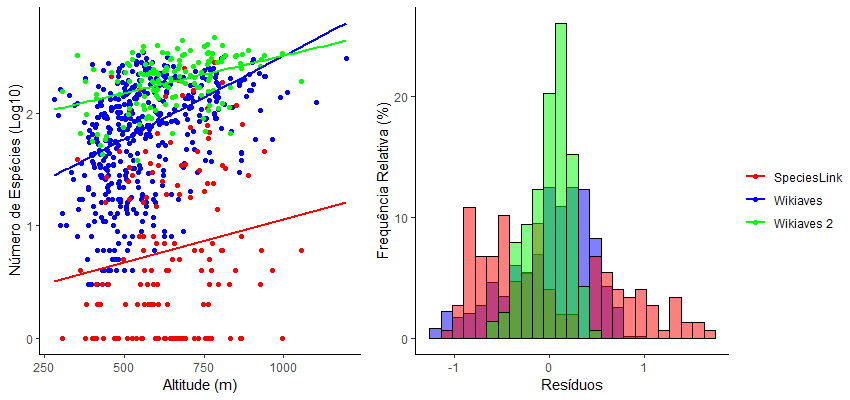 Número de Espécies (Log10)
2
1
0
250
500
750
1000
Altitude (m)
Frequência Relativa (%)
20
10
0
-1
0
1
Resíduos
SpeciesLink
Wikiaves
Wikiaves 2